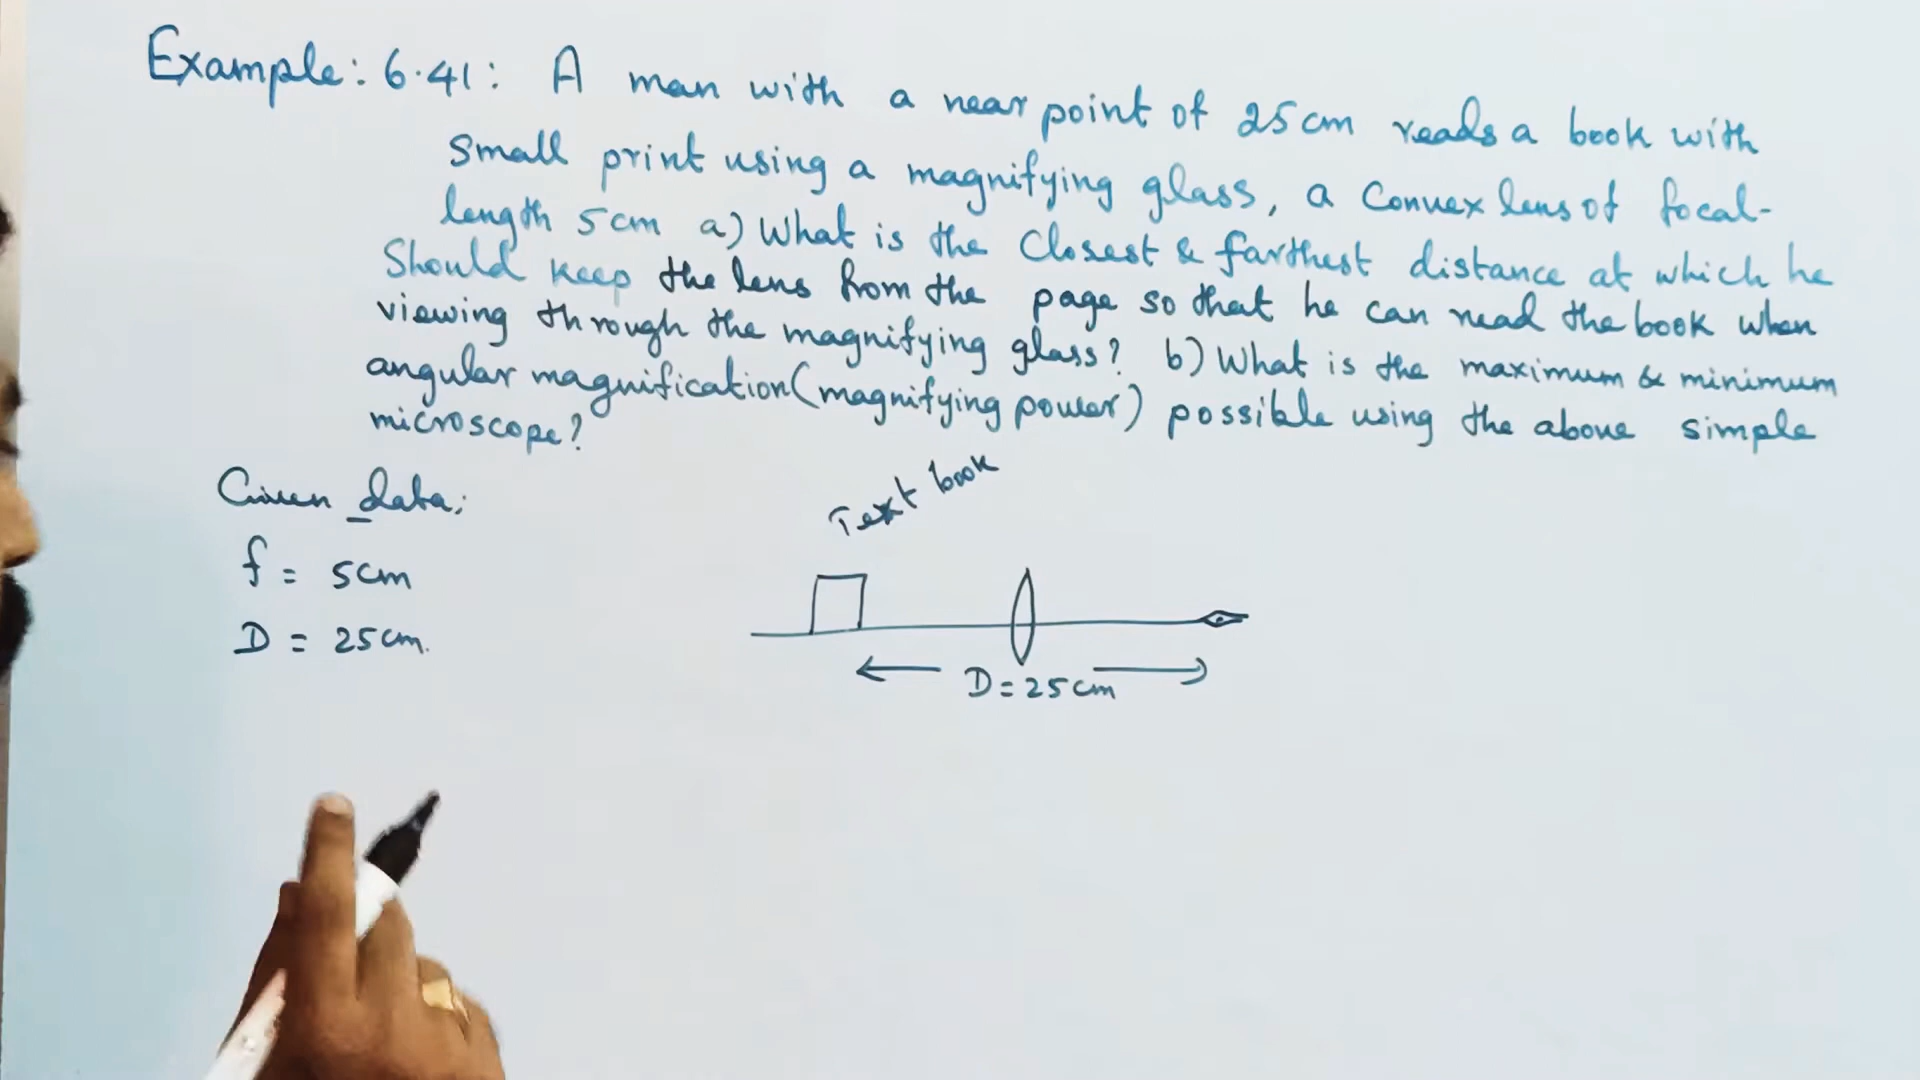 Example: 6.41: A man with a near point of 25cm reads a book with
small print using a magnifying glass, a convex lens of focal-
length 5cm a) What is the closest & farthest distance at which he
should keep the lens from the page so that he can read the book when
viewing through the magnifying glass? b) What is the maximum & minimum
angular magnification (magnifying power) possible using the above simple
microscope?
Given data:
f = 5cm
D = 25cm.
Text book
D = 25cm